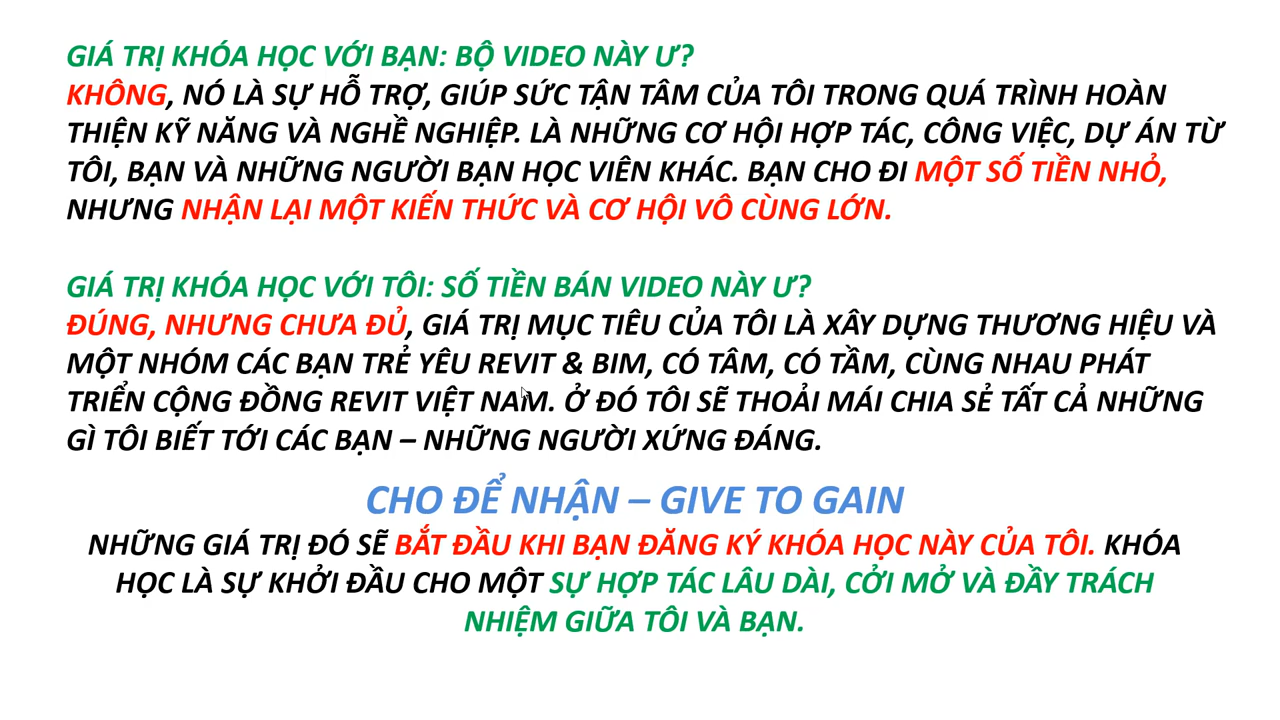 GIÁ TRỊ KHÓA HỌC VỚI BẠN: BỘ VIDEO NÀY Ư?
KHÔNG, NÓ LÀ SỰ HỖ TRỢ, GIÚP SỨC TẬN TÂM CỦA TÔI TRONG QUÁ TRÌNH HOÀN
THIỆN KỸ NĂNG VÀ NGHỀ NGHIỆP. LÀ NHỮNG CƠ HỘI HỢP TÁC, CÔNG VIỆC, DỰ ÁN TỪ
TÔI, BẠN VÀ NHỮNG NGƯỜI BẠN HỌC VIÊN KHÁC. BẠN CHO ĐI MỘT SỐ TIỀN NHỎ,
NHƯNG NHẬN LẠI MỘT KIẾN THỨC VÀ CƠ HỘI VÔ CÙNG LỚN.
GIÁ TRỊ KHÓA HỌC VỚI TÔI: SỐ TIỀN BÁN VIDEO NÀY Ư?
ĐÚNG, NHƯNG CHƯA ĐỦ, GIÁ TRỊ MỤC TIÊU CỦA TÔI LÀ XÂY DỰNG THƯƠNG HIỆU VÀ
MỘT NHÓM CÁC BẠN TRẺ YÊU REVIT & BIM, CÓ TÂM, CÓ TẦM, CÙNG NHAU PHÁT
TRIỂN CỘNG ĐỒNG REVIT VIỆT NAM. Ở ĐÓ TÔI SẼ THOẢI MÁI CHIA SẺ TẤT CẢ NHỮNG
GÌ TÔI BIẾT TỚI CÁC BẠN – NHỮNG NGƯỜI XỨNG ĐÁNG.
CHO ĐỂ NHẬN – GIVE TO GAIN
NHỮNG GIÁ TRỊ ĐÓ SẼ BẮT ĐẦU KHI BẠN ĐĂNG KÝ KHÓA HỌC NÀY CỦA TÔI. KHÓA
HỌC LÀ SỰ KHỞI ĐẦU CHO MỘT SỰ HỢP TÁC LÂU DÀI, CỞI MỞ VÀ ĐẦY TRÁCH
NHIỆM GIỮA TÔI VÀ BẠN.